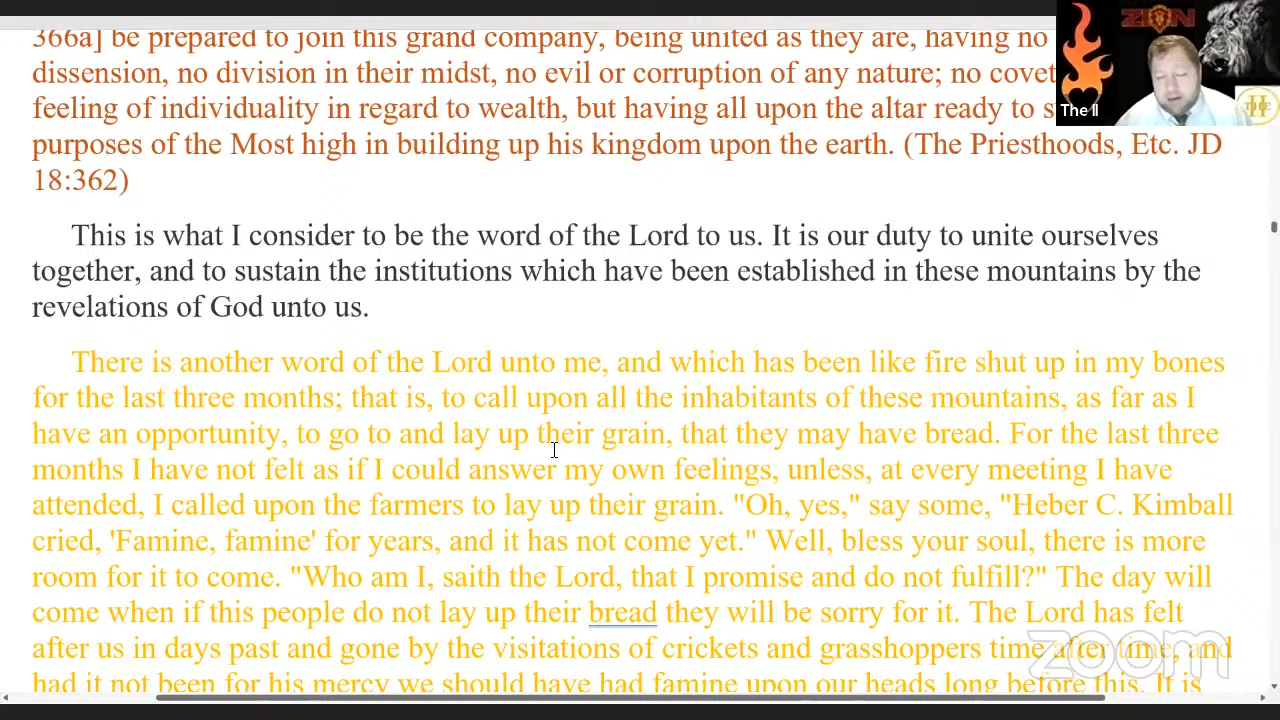 366a] be prepared to join this grand company, being united as they are, having no
dissension, no division in their midst, no evil or corruption of any nature; no
feeling of individuality in regard to wealth, but having all upon the altar ready to
purposes of the Most high in building up his kingdom upon the earth. (The Priesthoods, Etc. JD
18:362)
This is what I consider to be the word of the Lord to us. It is our duty to unite ourselves
together, and to sustain the institutions which have been established in these mountains by the
revelations of God unto us.
There is another word of the Lord unto me, and which has been like fire shut up in my bones
for the last three months; that is, to call upon all the inhabitants of these mountains, as far as I
have an opportunity, to go to and lay up their grain, that they may have bread. For the last three
months I have not felt as if I could answer my own feelings, unless, at every meeting I have
attended, I called upon the farmers to lay up their grain. "Oh, yes," say some, "Heber C. Kimball
cried, 'Famine, famine' for years, and it has not come yet." Well, bless your soul, there is more
room for it to come. "Who am I, saith the Lord, that I promise and do not fulfill?" The day will
come when if this people do not lay up their bread they will be sorry for it. The Lord has felt
after us in days past and gone by the visitations of crickets and grasshoppers time after time, and
had it not been for his mercy we should have had famine upon our heads long before this. It is
ZION
The II
THE
zoom